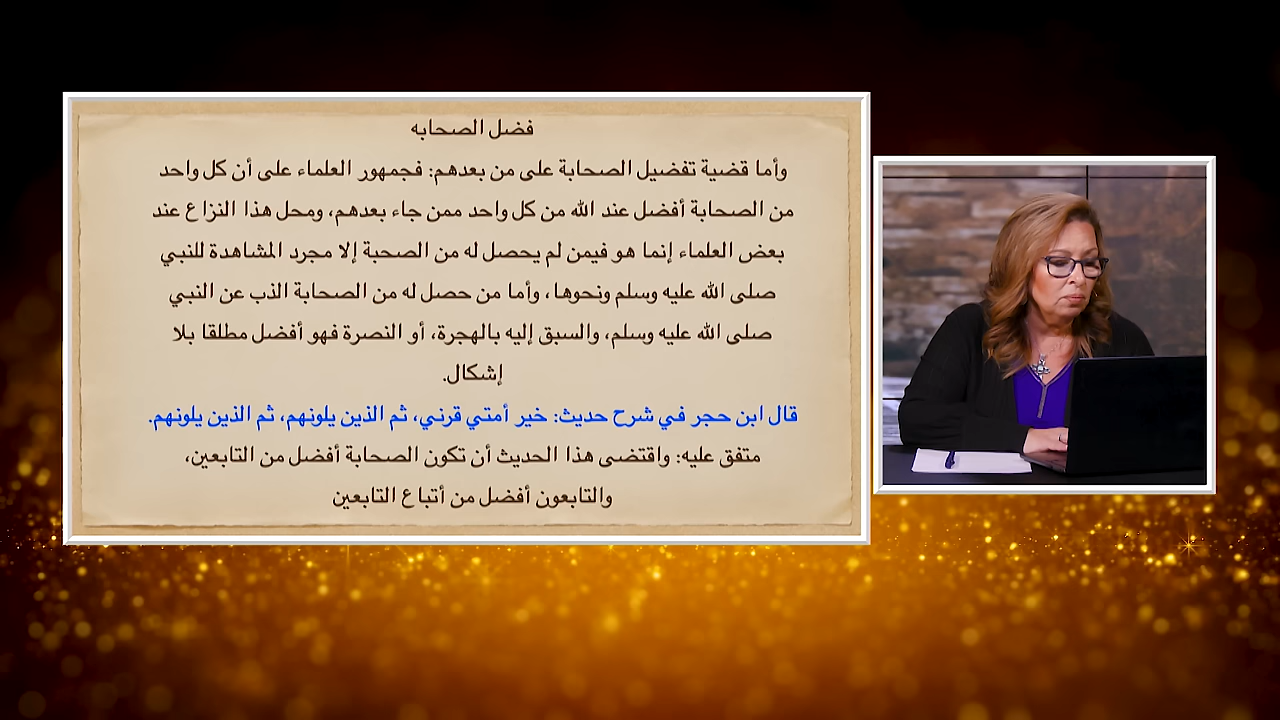 فضل الصحابه
وأما قضية تفضيل الصحابة على من بعدهم: فجمهور العلماء على أن كل واحد
من الصحابة أفضل عند الله من كل واحد ممن جاء بعدهم، ومحل هذا النزاع عند
بعض العلماء إنما هو فيمن لم يحصل له من الصحبة إلا مجرد المشاهدة للنبي
صلى الله عليه وسلم ونحوها، وأما من حصل له من الصحابة الذب عن النبي
صلى الله عليه وسلم، والسبق إليه بالهجرة، أو النصرة فهو أفضل مطلقا بلا
إشكال.
قال ابن حجر في شرح حديث: خير أمتي قرني، ثم الذين يلونهم، ثم الذين يلونهم.
متفق عليه: واقتضى هذا الحديث أن تكون الصحابة أفضل من التابعين،
والتابعون أفضل من أتباع التابعين